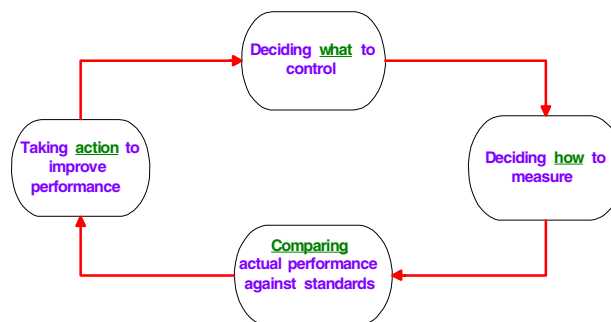 Deciding what to
control
Deciding how to
measure
Comparing
actual performance
against standards
Taking action to
improve
performance